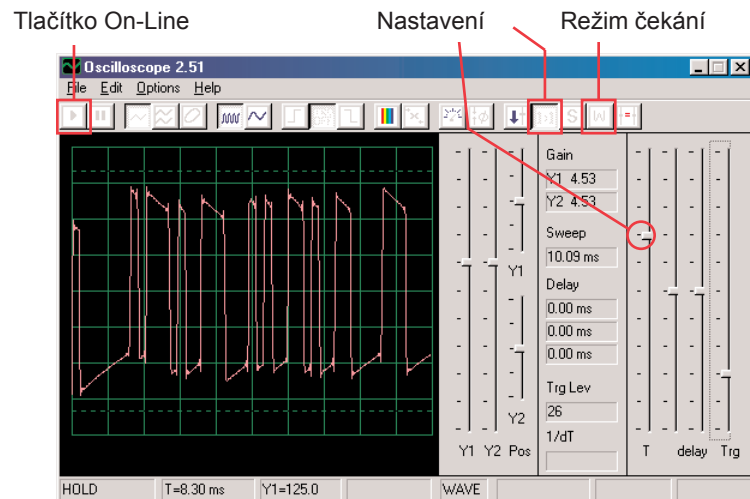 Tlačítko On-Line
Nastavení
Režim čekání
Oscilloscope 2.51
File Edit Options Help
S W
Gain
Y1 4.53
Y2 4.53
Sweep
10.09 ms
Y1
Delay
0.00 ms
0.00 ms
0.00 ms
Trg Lev
26
Y2
1/dT
Y1 Y2 Pos
T delay Trg
HOLD T=8.30 ms Y1=125.0 WAVE